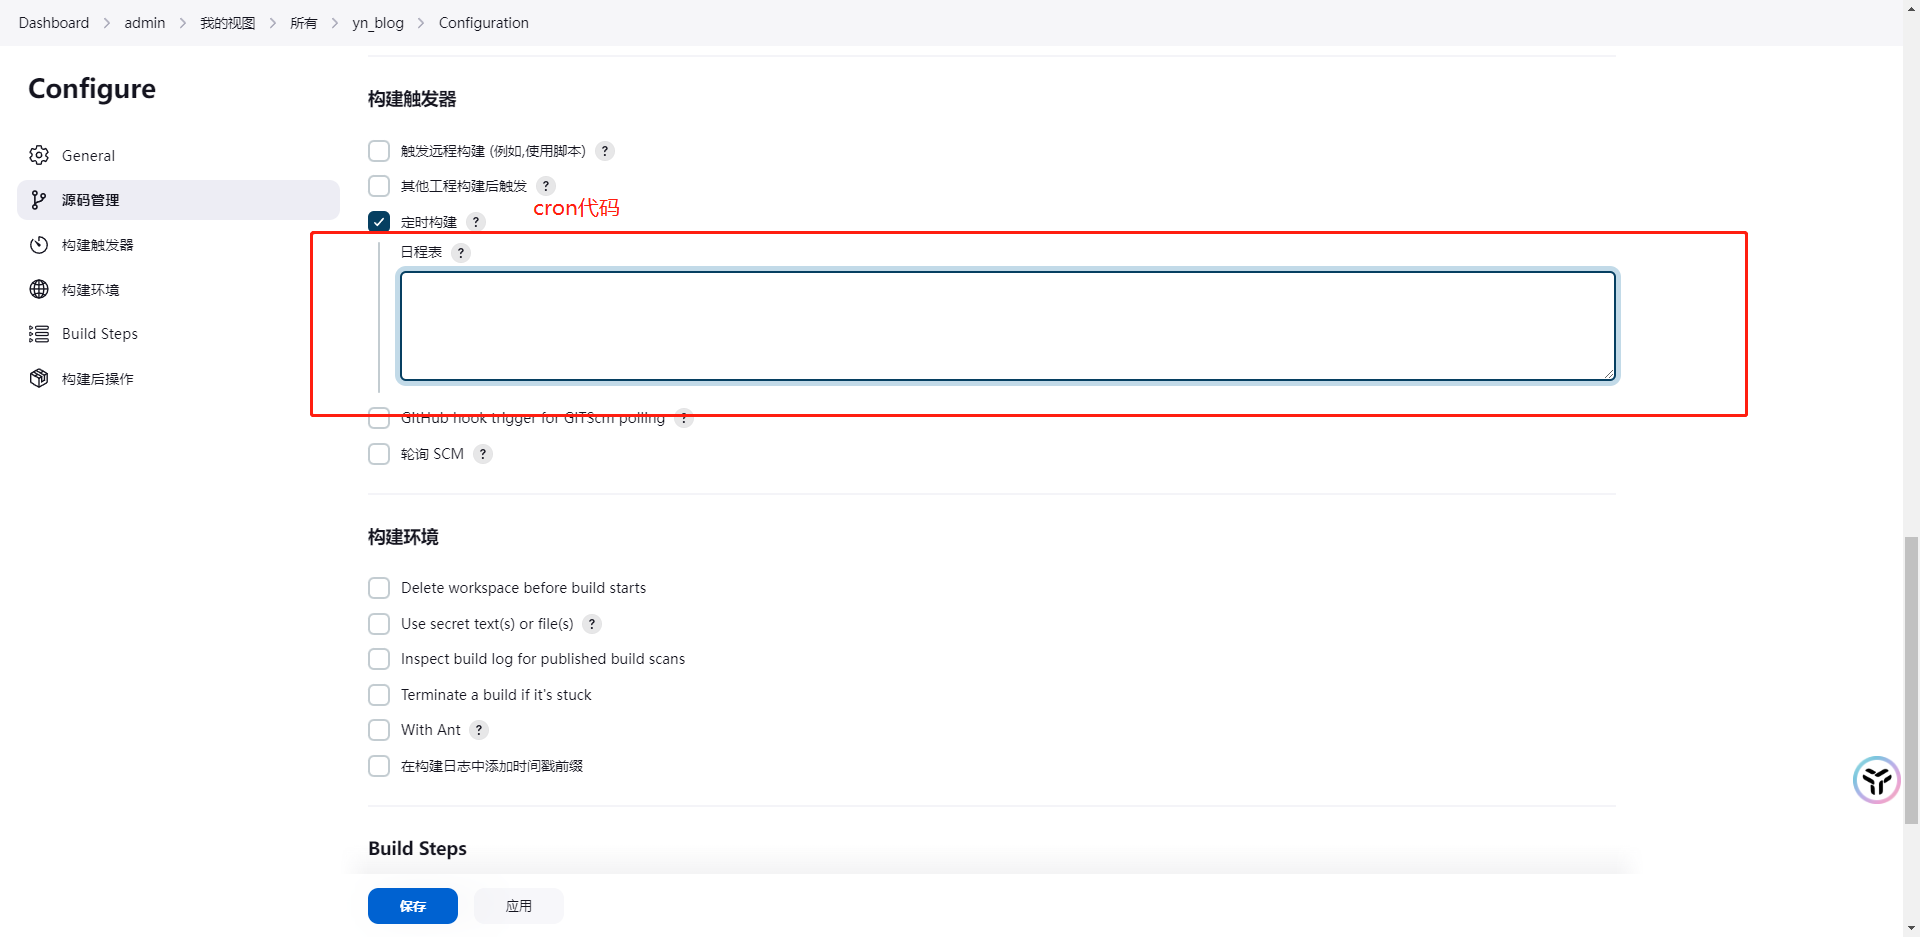 Dashboard > admin > 我的视图 > 所有 > yn_blog > Configuration
Configure
General
源码管理
构建触发器
构建环境
Build Steps
构建后操作
构建触发器
触发远程构建 (例如,使用脚本) ?
其他工程构建后触发 ?
cron代码
定时构建 ?
日程表 ?
GitHub hook trigger for GITScm polling ?
轮询 SCM ?
构建环境
Delete workspace before build starts
Use secret text(s) or file(s) ?
Inspect build log for published build scans
Terminate a build if it's stuck
With Ant ?
在构建日志中添加时间戳前缀
Build Steps
保存 应用